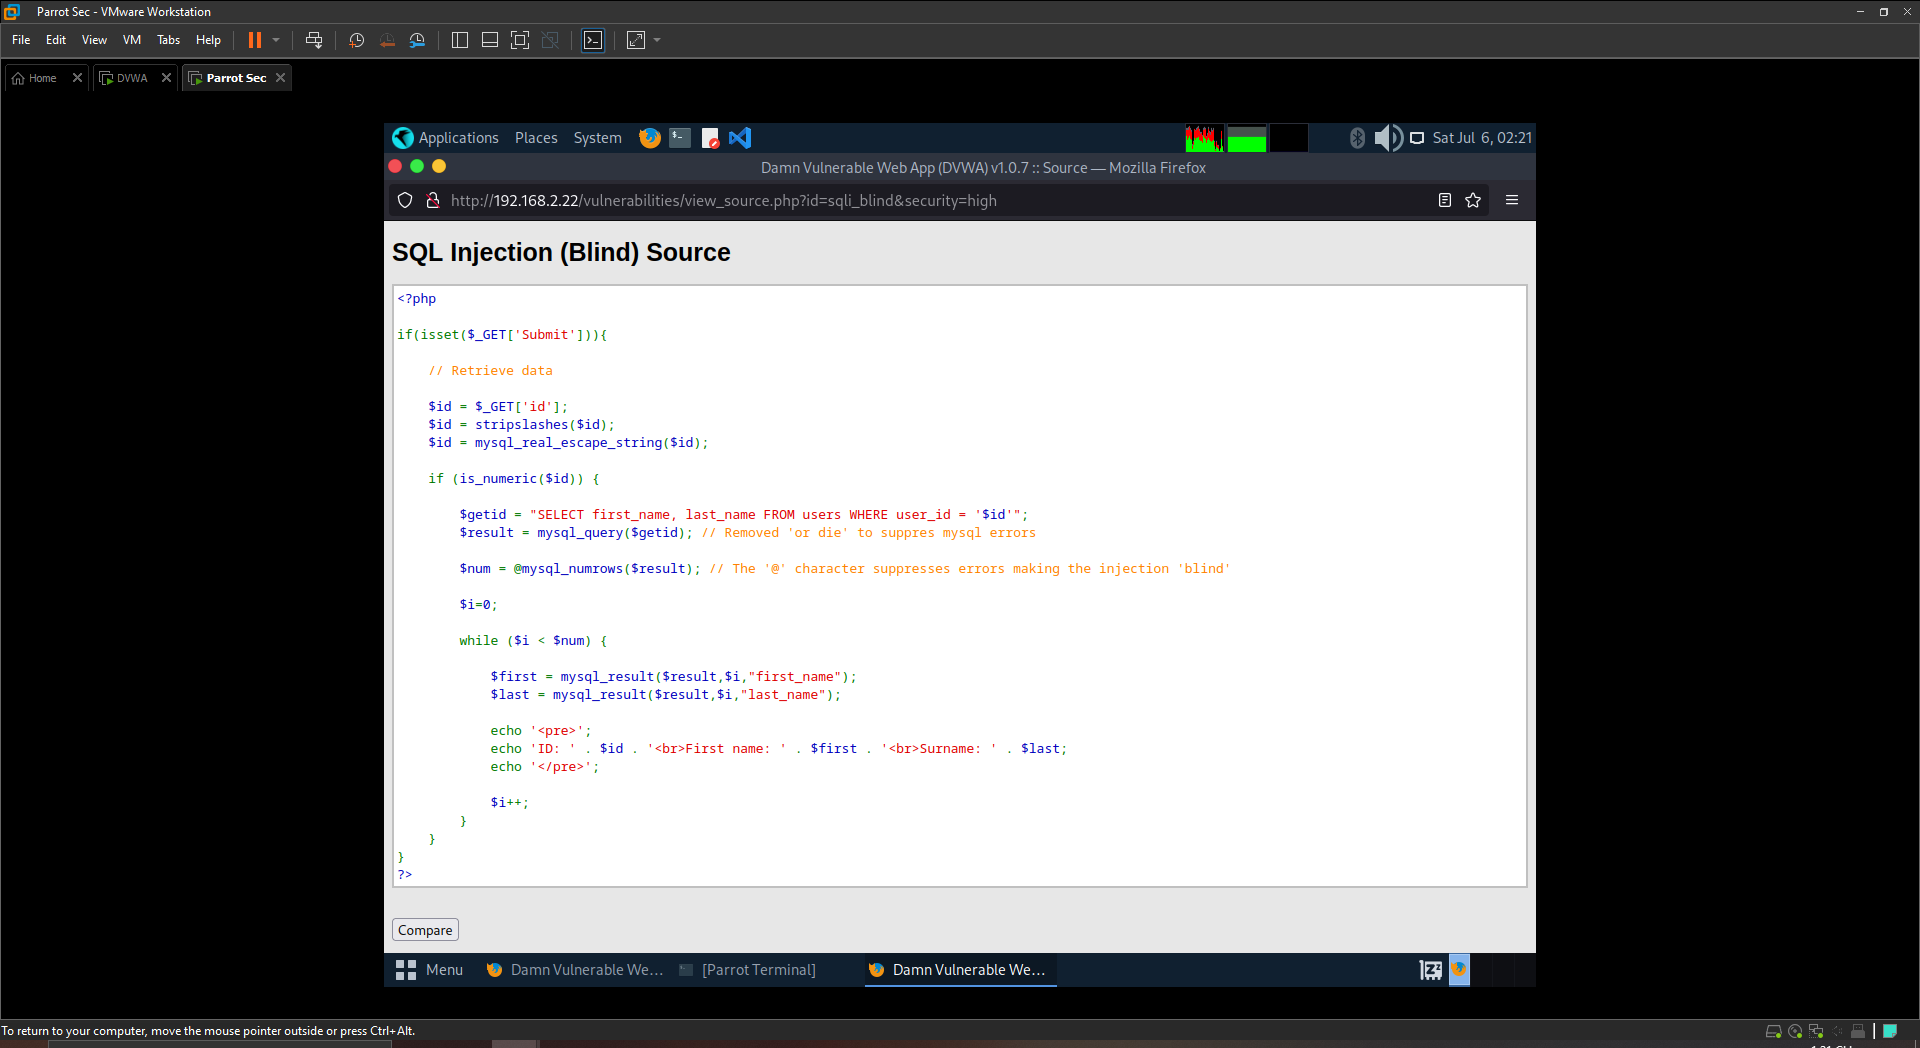 Parrot Sec - VMware Workstation
File Edit View VM Tabs Help
Home DVWA Parrot Sec
Applications Places System Sat Jul 6, 02:21
Damn Vulnerable Web App (DVWA) v1.0.7 :: Source — Mozilla Firefox
http://192.168.2.22/vulnerabilities/view_source.php?id=sqli_blind&security=high
SQL Injection (Blind) Source
<?php
if(isset($_GET['Submit'])){
// Retrieve data
$id = $_GET['id'];
$id = stripslashes($id);
$id = mysql_real_escape_string($id);
if (is_numeric($id)) {
$getid = "SELECT first_name, last_name FROM users WHERE user_id = '$id'";
$result = mysql_query($getid); // Removed 'or die' to suppres mysql errors
$num = @mysql_numrows($result); // The '@' character suppresses errors making the injection 'blind'
$i=0;
while ($i < $num) {
$first = mysql_result($result,$i,"first_name");
$last = mysql_result($result,$i,"last_name");
echo '<pre>';
echo 'ID: ' . $id . '<br>First name: ' . $first . '<br>Surname: ' . $last;
echo '</pre>';
$i++;
}
}
}
?>
Compare
Menu Damn Vulnerable We... [Parrot Terminal] Damn Vulnerable We...
To return to your computer, move the mouse pointer outside or press Ctrl+Alt.